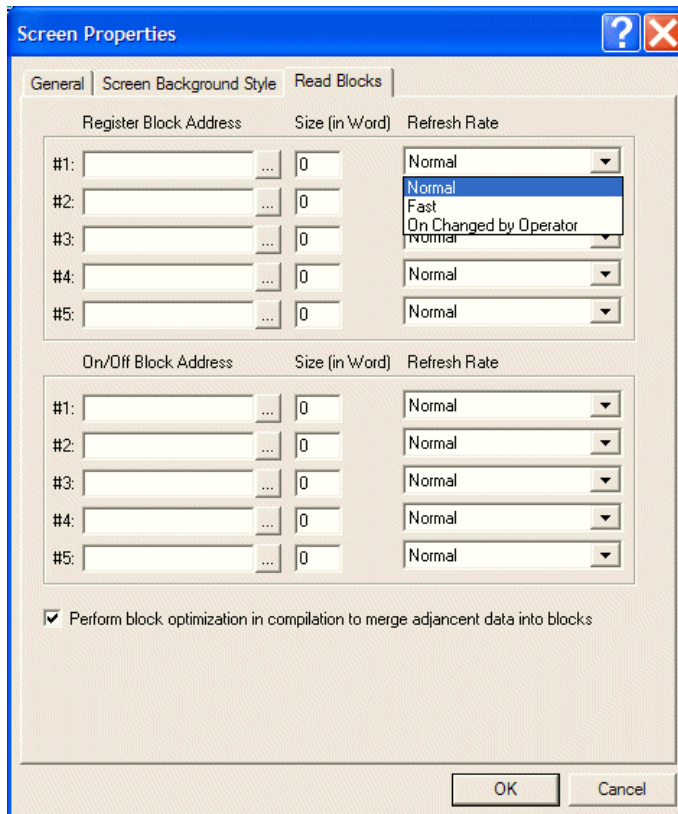 Screen Properties
General Screen Background Style Read Blocks
Register Block Address Size (in Word) Refresh Rate
#1: ... 0 Normal
Normal
#2: ... 0 Fast
On Changed by Operator
#3: ... 0 Normal
#4: ... 0 Normal
#5: ... 0 Normal
On/Off Block Address Size (in Word) Refresh Rate
#1: ... 0 Normal
#2: ... 0 Normal
#3: ... 0 Normal
#4: ... 0 Normal
#5: ... 0 Normal
Perform block optimization in compilation to merge adjancent data into blocks
OK Cancel